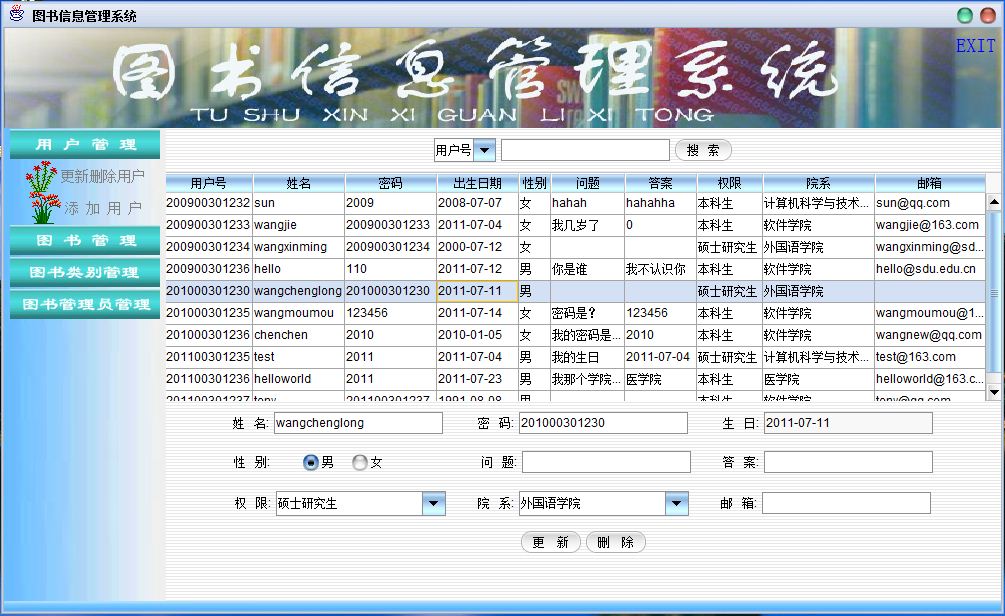 图书信息管理系统
EXIT
图书信息管理系统
TU SHU XIN XI GUAN LI XI TONG
用户管理
更新删除用户
添加用户
图书管理
图书类别管理
图书管理员管理
用户号 搜索
用户号 姓名 密码 出生日期 性别 问题 答案 权限 院系 邮箱
200900301232 sun 2009 2008-07-07 女 hahah hahahha 本科生 计算机科学与技术... sun@qq.com
200900301233 wangjie 200900301233 2011-07-04 女 我几岁了 0 本科生 软件学院 wangjie@163.com
200900301234 wangxinming 200900301234 2000-07-12 女 硕士研究生 外国语学院 wangxinming@sd...
200900301236 hello 110 2011-07-12 男 你是谁 我不认识你 本科生 软件学院 hello@sdu.edu.cn
201000301230 wangchenglong 201000301230 2011-07-11 男 硕士研究生 外国语学院
201000301235 wangmoumou 123456 2011-07-14 女 密码是? 123456 本科生 软件学院 wangmoumou@1...
201000301236 chenchen 2010 2010-01-05 女 我的密码是... 2010 本科生 软件学院 wangnew@qq.com
201100301235 test 2011 2011-07-04 男 我的生日 2011-07-04 硕士研究生 计算机科学与技术... test@163.com
201100301236 helloworld 2011 2011-07-23 男 我那个学院... 医学院 本科生 医学院 helloworld@163.c...
201100301237 tony 201100301237 1991-08-08 男 本科生 软件学院 tony@qq.com
姓名: wangchenglong 密码: 201000301230 生日: 2011-07-11
性别: 男 女 问题: 答案:
权限: 硕士研究生 院系: 外国语学院 邮箱:
更新 删除